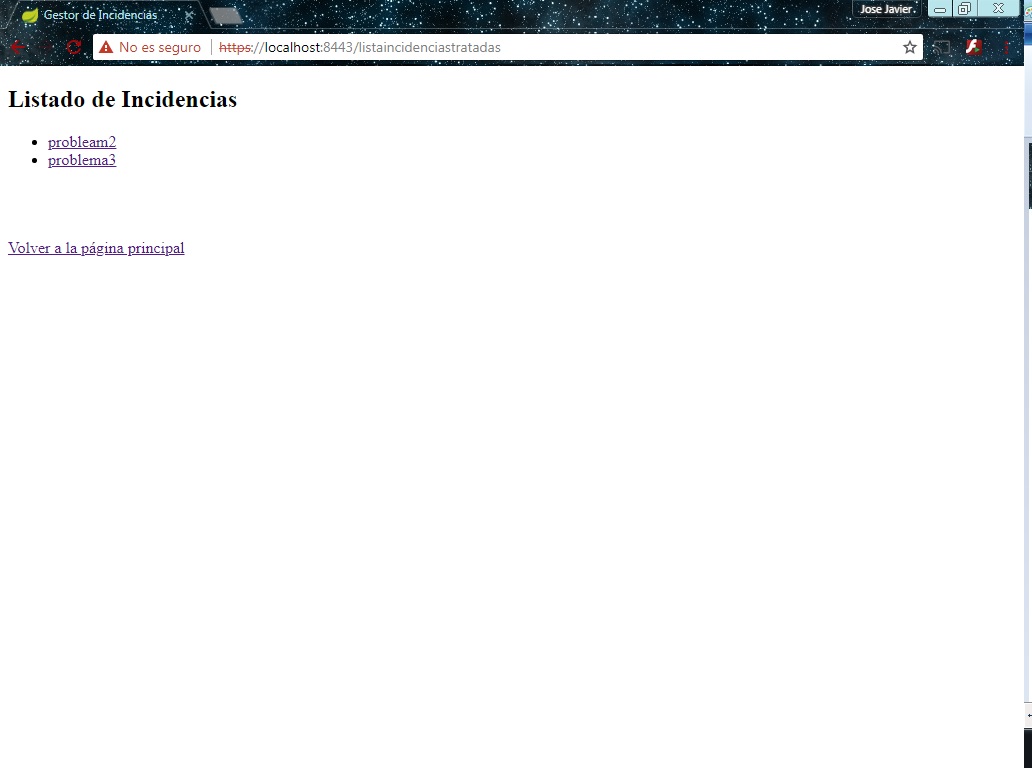 Gestor de Incidencias
Jose Javier.
No es seguro
https://localhost:8443/listaincidenciastratadas
Listado de Incidencias
probleam2
problema3
Volver a la página principal